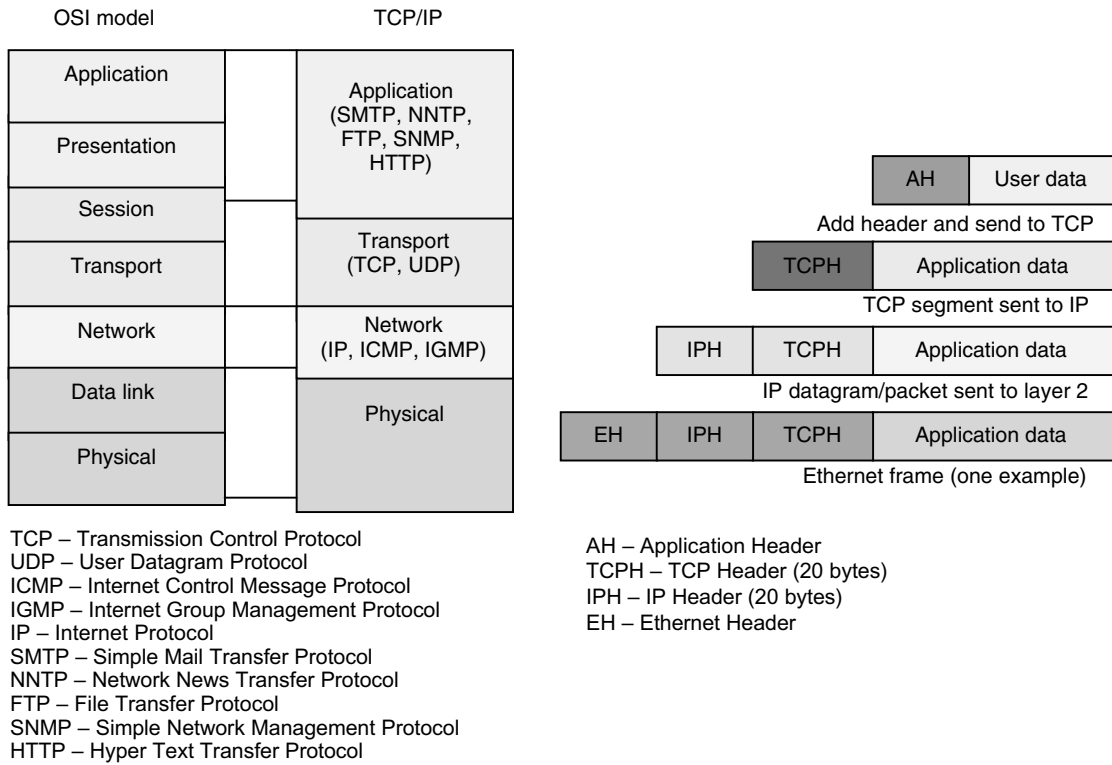 OSI model
TCP/IP
Application
Presentation
Session
Transport
Network
Data link
Physical
Application
(SMTP, NNTP,
FTP, SNMP,
HTTP)
Transport
(TCP, UDP)
Network
(IP, ICMP, IGMP)
Physical
AH User data
Add header and send to TCP
TCPH Application data
TCP segment sent to IP
IPH TCPH Application data
IP datagram/packet sent to layer 2
EH IPH TCPH Application data
Ethernet frame (one example)
TCP – Transmission Control Protocol
UDP – User Datagram Protocol
ICMP – Internet Control Message Protocol
IGMP – Internet Group Management Protocol
IP – Internet Protocol
SMTP – Simple Mail Transfer Protocol
NNTP – Network News Transfer Protocol
FTP – File Transfer Protocol
SNMP – Simple Network Management Protocol
HTTP – Hyper Text Transfer Protocol
AH – Application Header
TCPH – TCP Header (20 bytes)
IPH – IP Header (20 bytes)
EH – Ethernet Header